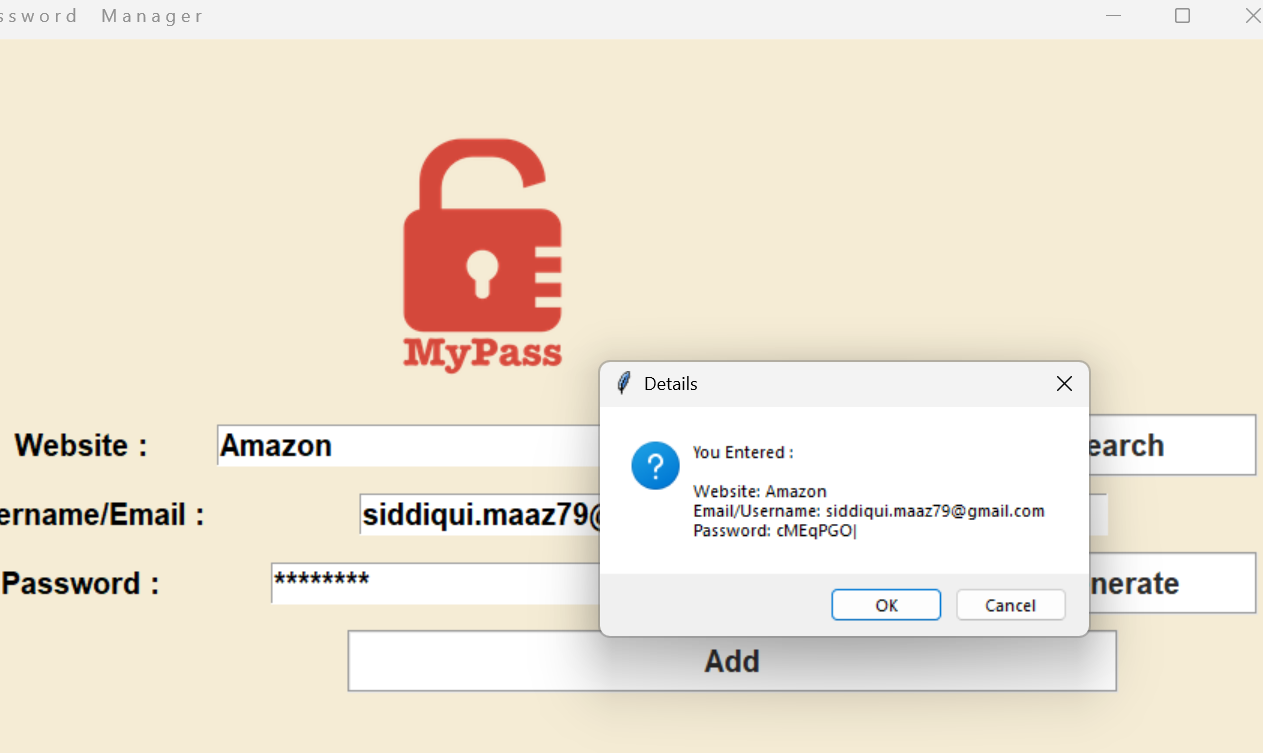 ssword Manager
MyPass
Details
You Entered :
Website: Amazon
Email/Username: siddiqui.maaz79@gmail.com
Password: cMEqPGO|
OK
Cancel
Website :
Amazon
earch
ername/Email :
siddiqui.maaz79@
Password :
********
nerate
Add